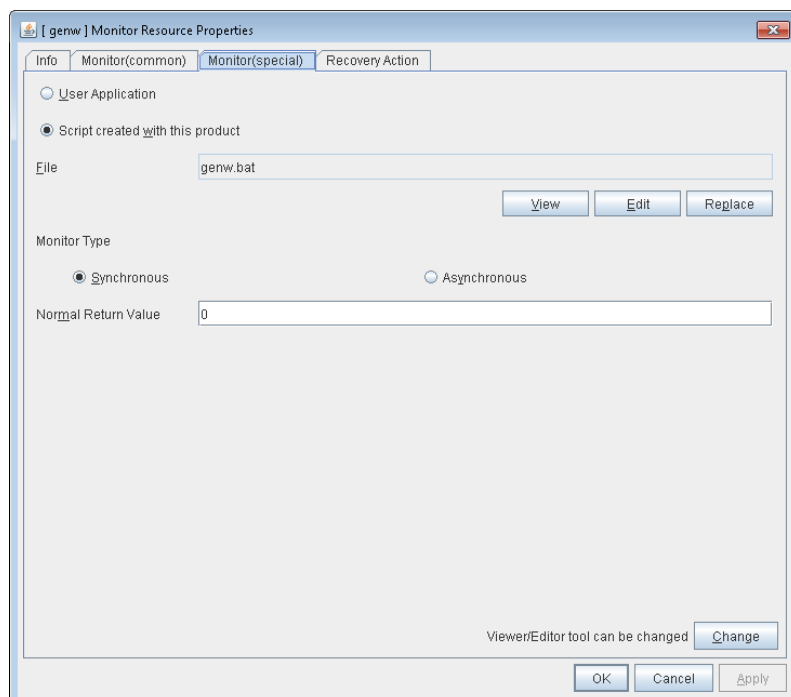 [ genw ] Monitor Resource Properties
Info Monitor(common) Monitor(special) Recovery Action
User Application
Script created with this product
File genw.bat
View Edit Replace
Monitor Type
Synchronous Asynchronous
Normal Return Value 0
Viewer/Editor tool can be changed Change
OK Cancel Apply